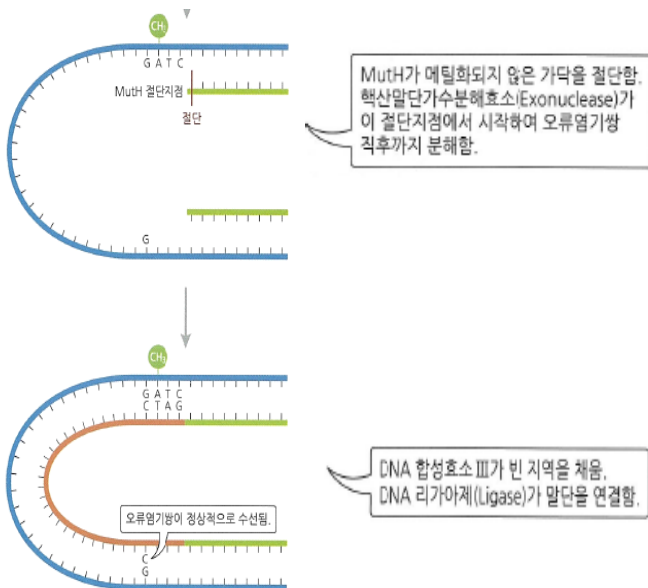 CH₃
G A T C
MutH 절단지점
절단
MutH가 메틸화되지 않은 가닥을 절단함.
핵산말단가수분해효소(Exonuclease)가
이 절단지점에서 시작하여 오류염기쌍
직후까지 분해함.
G
CH₃
G A T C
C T A G
DNA 합성효소 Ⅲ가 빈 지역을 채움,
DNA 리가아제(Ligase)가 말단을 연결함.
오류염기쌍이 정상적으로 수선됨.
C
G